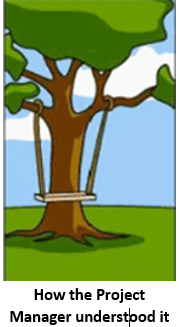 How the Project
Manager understood it